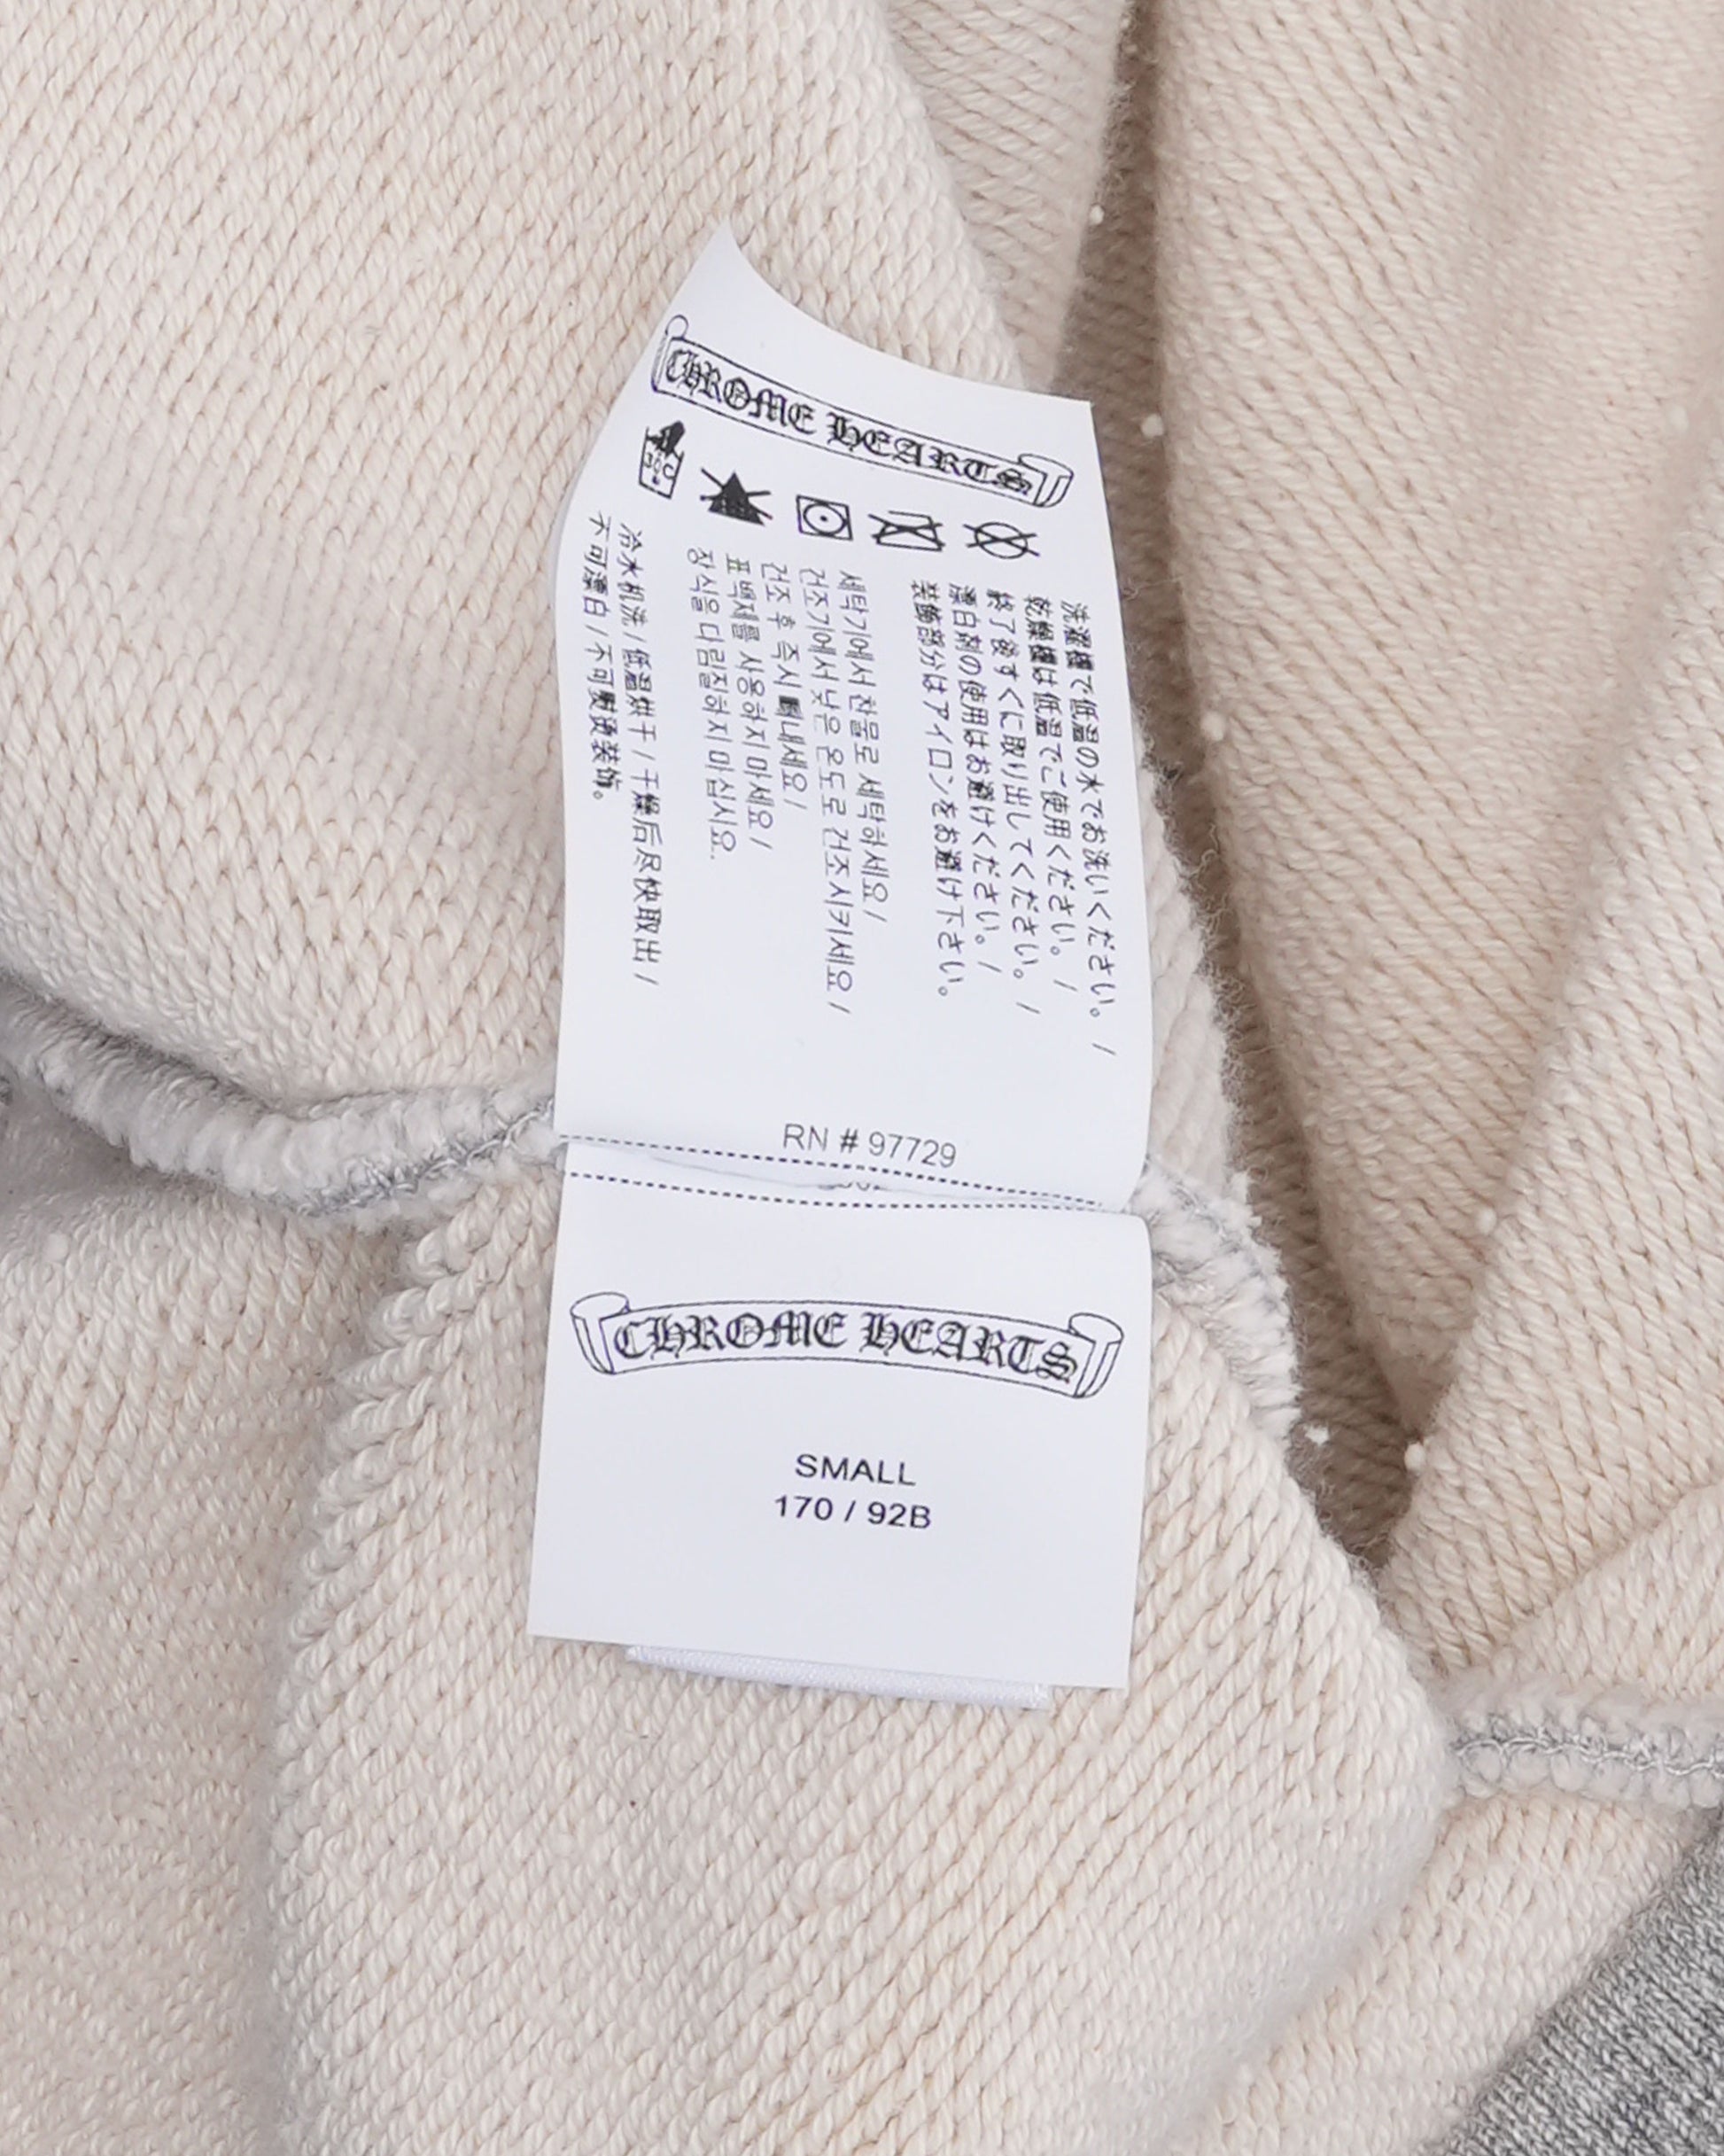 CHROME HEARTS
洗濯機で低温の水でお洗いください。 /
乾燥機は低温でご使用ください。 /
終了後すぐに取り出してください。 /
漂白剤の使用はお避けください。 /
装飾部分はアイロンをお避け下さい。
세탁기에서 찬물로 세탁하세요 /
건조기에서 낮은 온도로 건조시키세요 /
건조 후 즉시 꺼내세요 /
표백제를 사용하지 마세요 /
장식을 다림질하지 마십시오.
冷水机洗 / 低温烘干 / 干燥后尽快取出 /
不可漂白 / 不可熨烫装饰。
RN # 97729
CHROME HEARTS
SMALL
170 / 92B